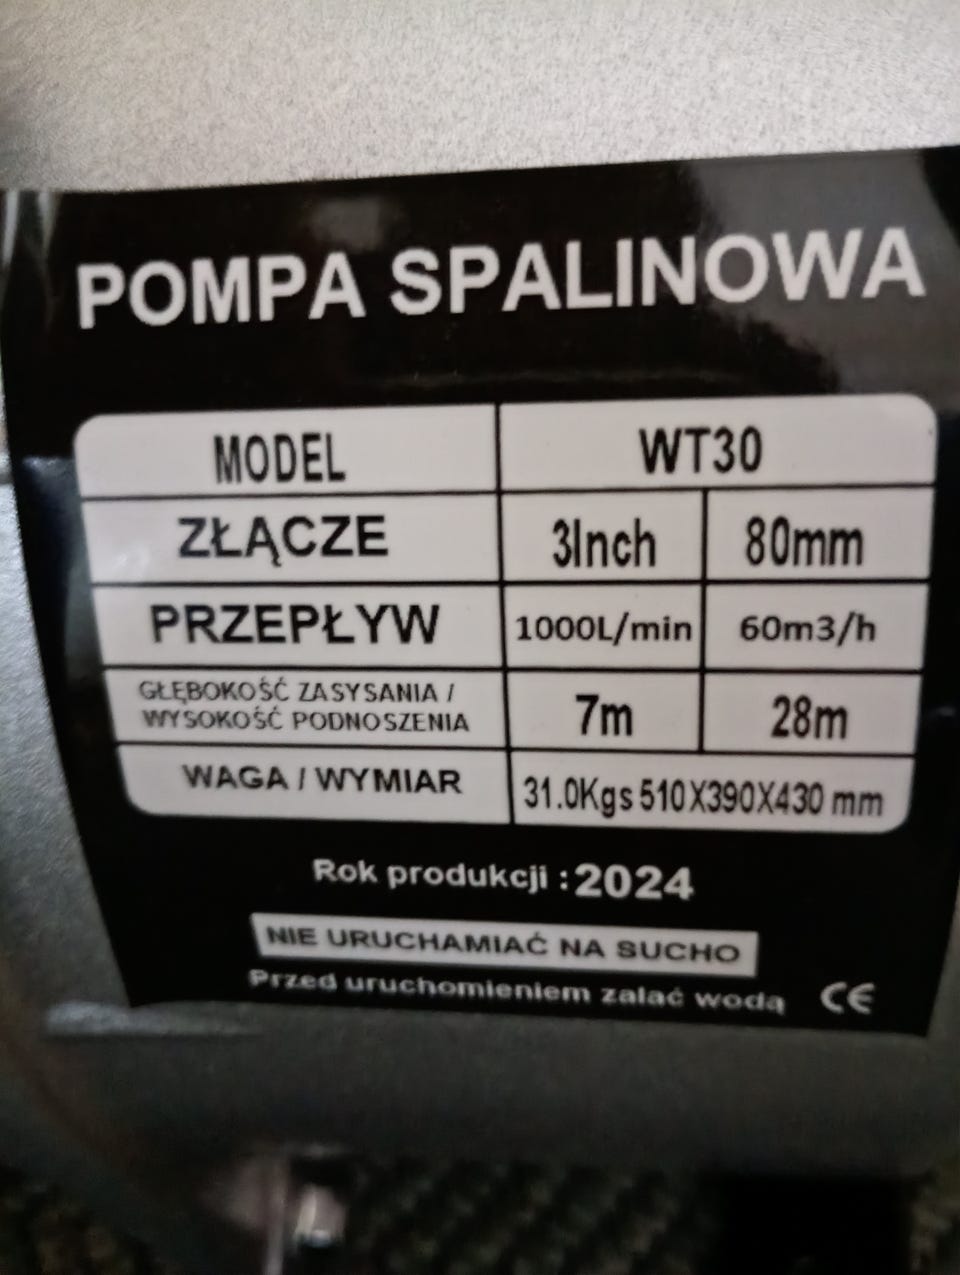 POMPA SPALINOWA
MODEL WT30
ZŁĄCZE 3Inch 80mm
PRZEPŁYW 1000L/min 60m3/h
GŁĘBOKOŚĆ ZASYSANIA /
WYSOKOŚĆ PODNOSZENIA 7m 28m
WAGA / WYMIAR 31.0Kgs 510X390X430 mm
Rok produkcji : 2024
NIE URUCHAMIAĆ NA SUCHO
Przed uruchomieniem zalać wodą CE